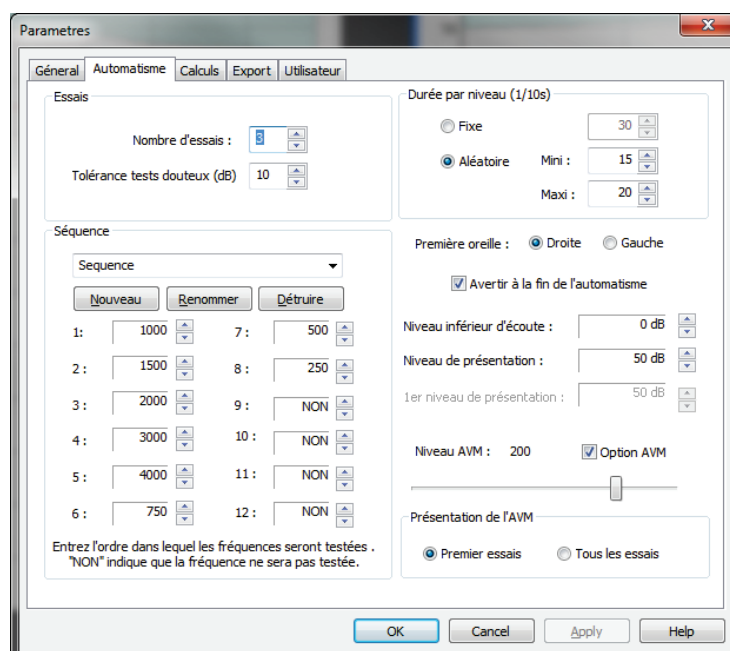 Parametres
Géneral Automatisme Calculs Export Utilisateur
Essais
Nombre d'essais : 3
Tolérance tests douteux (dB) 10
Durée par niveau (1/10s)
Fixe 30
Aléatoire Mini : 15
Maxi : 20
Séquence
Sequence
Nouveau Renommer Détruire
1: 1000 7 : 500
2 : 1500 8 : 250
3 : 2000 9 : NON
4 : 3000 10 : NON
5 : 4000 11 : NON
6 : 750 12 : NON
Entrez l'ordre dans lequel les fréquences seront testées .
"NON" indique que la fréquence ne sera pas testée.
Première oreille : Droite Gauche
Avertir à la fin de l'automatisme
Niveau inférieur d'écoute : 0 dB
Niveau de présentation : 50 dB
1er niveau de présentation : 50 dB
Niveau AVM : 200 Option AVM
Présentation de l'AVM
Premier essais Tous les essais
OK Cancel Apply Help